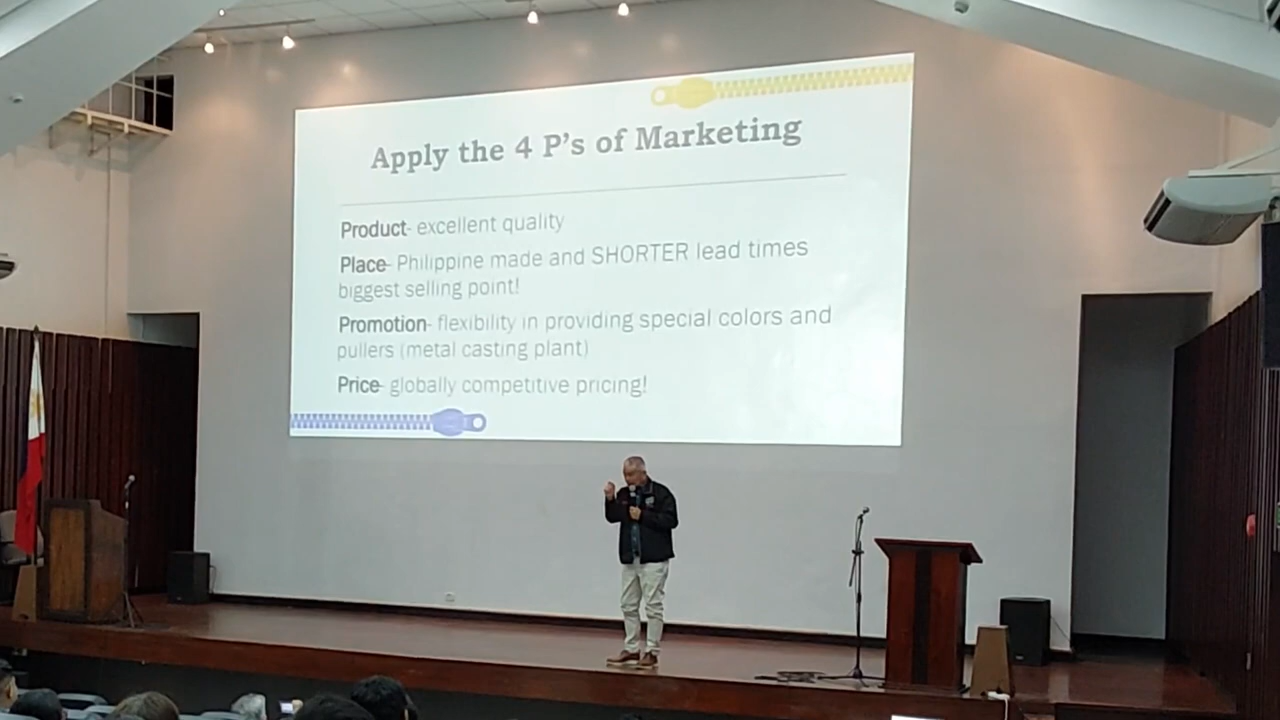 Apply the 4 P's of Marketing
Product- excellent quality
Place- Philippine made and SHORTER lead times
biggest selling point!
Promotion- flexibility in providing special colors and
pullers (metal casting plant)
Price- globally competitive pricing!